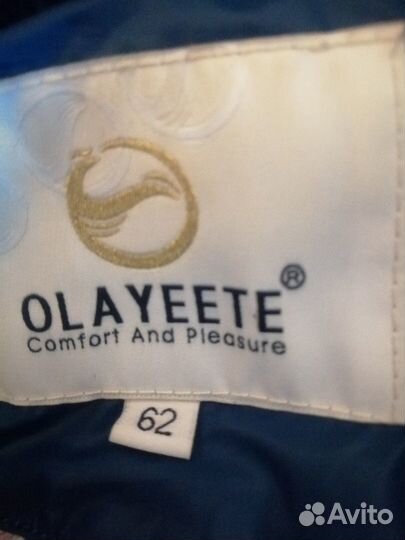 OLAYEETE®
Comfort And Pleasure
62
Avito